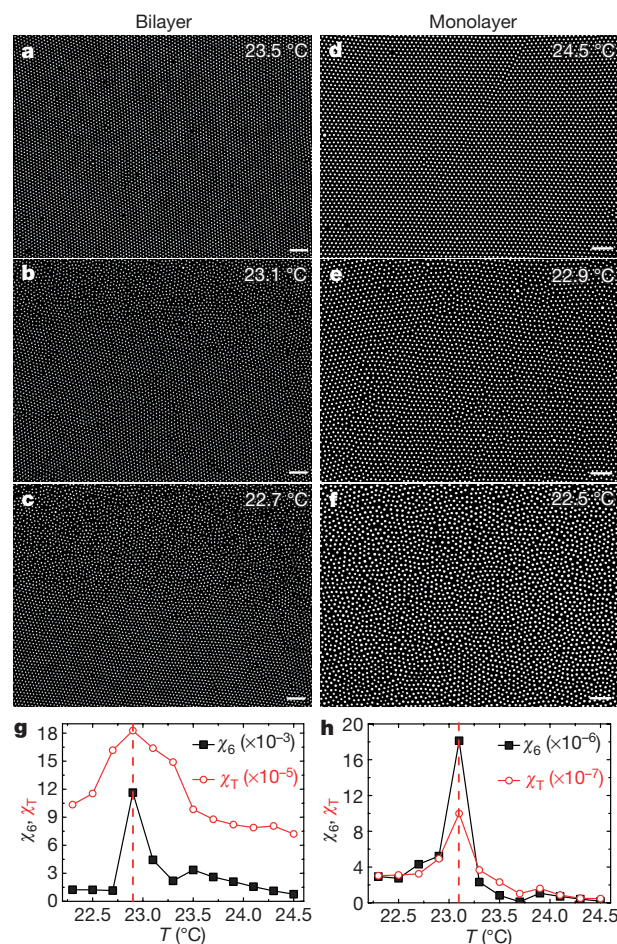 Bilayer
Monolayer
a
23.5 °C
d
24.5 °C
b
23.1 °C
e
22.9 °C
c
22.7 °C
f
22.5 °C
g
18
15
12
9
6
3
0
χ6 (×10−3)
χT (×10−5)
χ6, χT
22.5 23.0 23.5 24.0 24.5
T (°C)
h
20
16
12
8
4
0
χ6 (×10−6)
χT (×10−7)
χ6, χT
22.5 23.0 23.5 24.0 24.5
T (°C)